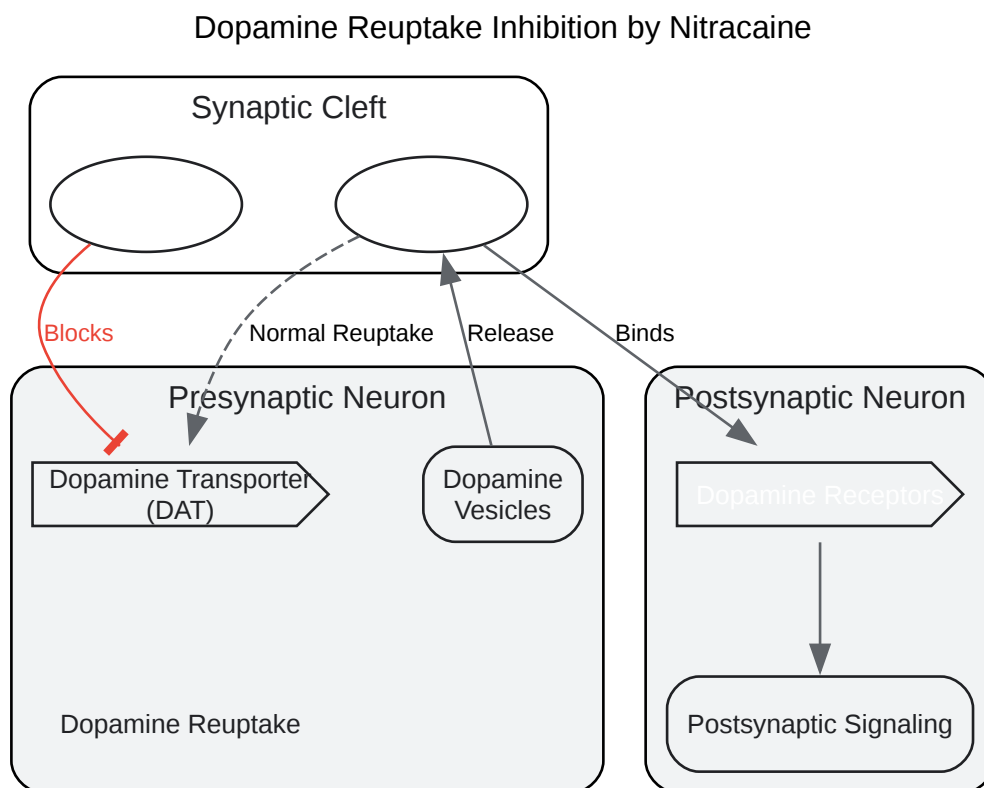 Dopamine Reuptake Inhibition by Nitracaine
Synaptic Cleft
Blocks
Normal Reuptake
Release
Binds
Presynaptic Neuron
Postsynaptic Neuron
Dopamine Transporter
(DAT)
Dopamine
Vesicles
Dopamine Receptors
Dopamine Reuptake
Postsynaptic Signaling